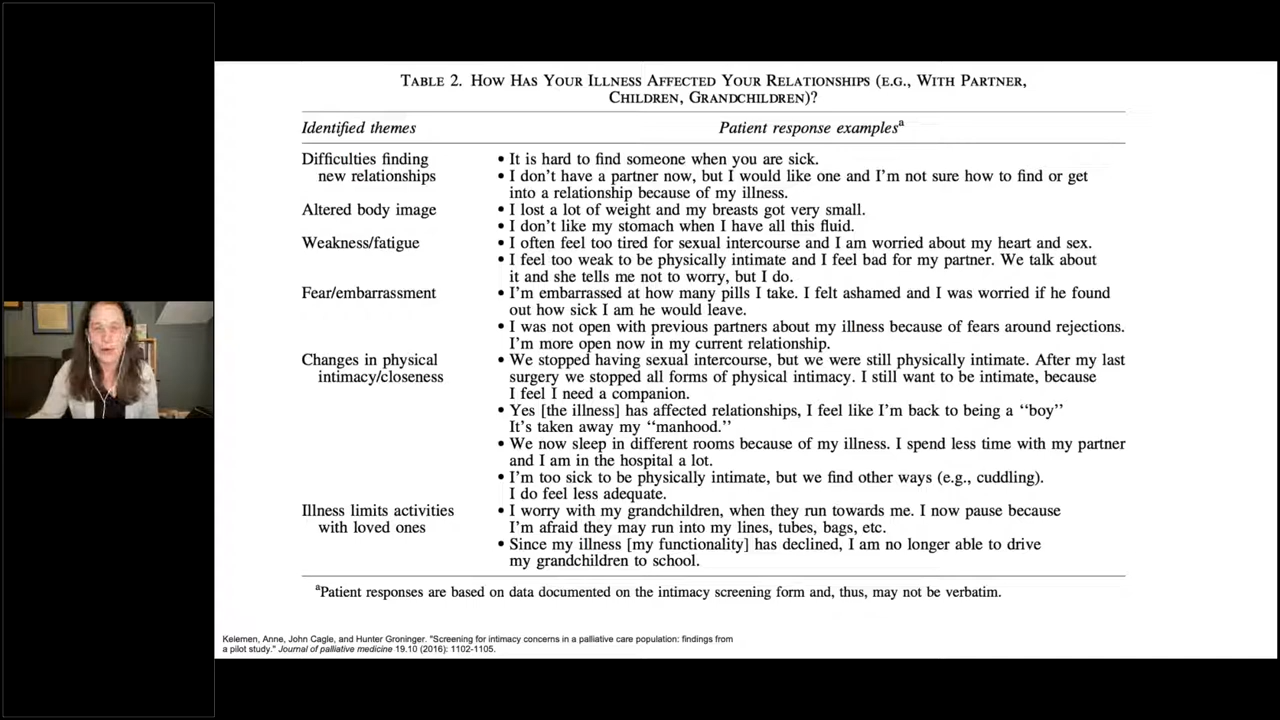 TABLE 2. HOW HAS YOUR ILLNESS AFFECTED YOUR RELATIONSHIPS (E.G., WITH PARTNER,
CHILDREN, GRANDCHILDREN)?
Identified themes
Patient response examplesa
Difficulties finding
new relationships
• It is hard to find someone when you are sick.
• I don’t have a partner now, but I would like one and I’m not sure how to find or get
into a relationship because of my illness.
Altered body image
• I lost a lot of weight and my breasts got very small.
• I don’t like my stomach when I have all this fluid.
Weakness/fatigue
• I often feel too tired for sexual intercourse and I am worried about my heart and sex.
• I feel too weak to be physically intimate and I feel bad for my partner. We talk about
it and she tells me not to worry, but I do.
Fear/embarrassment
• I’m embarrassed at how many pills I take. I felt ashamed and I was worried if he found
out how sick I am he would leave.
• I was not open with previous partners about my illness because of fears around rejections.
I’m more open now in my current relationship.
Changes in physical
intimacy/closeness
• We stopped having sexual intercourse, but we were still physically intimate. After my last
surgery we stopped all forms of physical intimacy. I still want to be intimate, because
I feel I need a companion.
• Yes [the illness] has affected relationships, I feel like I’m back to being a ‘‘boy’’
It’s taken away my ‘‘manhood.’’
• We now sleep in different rooms because of my illness. I spend less time with my partner
and I am in the hospital a lot.
• I’m too sick to be physically intimate, but we find other ways (e.g., cuddling).
I do feel less adequate.
Illness limits activities
with loved ones
• I worry with my grandchildren, when they run towards me. I now pause because
I’m afraid they may run into my lines, tubes, bags, etc.
• Since my illness [my functionality] has declined, I am no longer able to drive
my grandchildren to school.
aPatient responses are based on data documented on the intimacy screening form and, thus, may not be verbatim.
Kelemen, Anne, John Cagle, and Hunter Groninger. "Screening for intimacy concerns in a palliative care population: findings from
a pilot study." Journal of palliative medicine 19.10 (2016): 1102-1105.